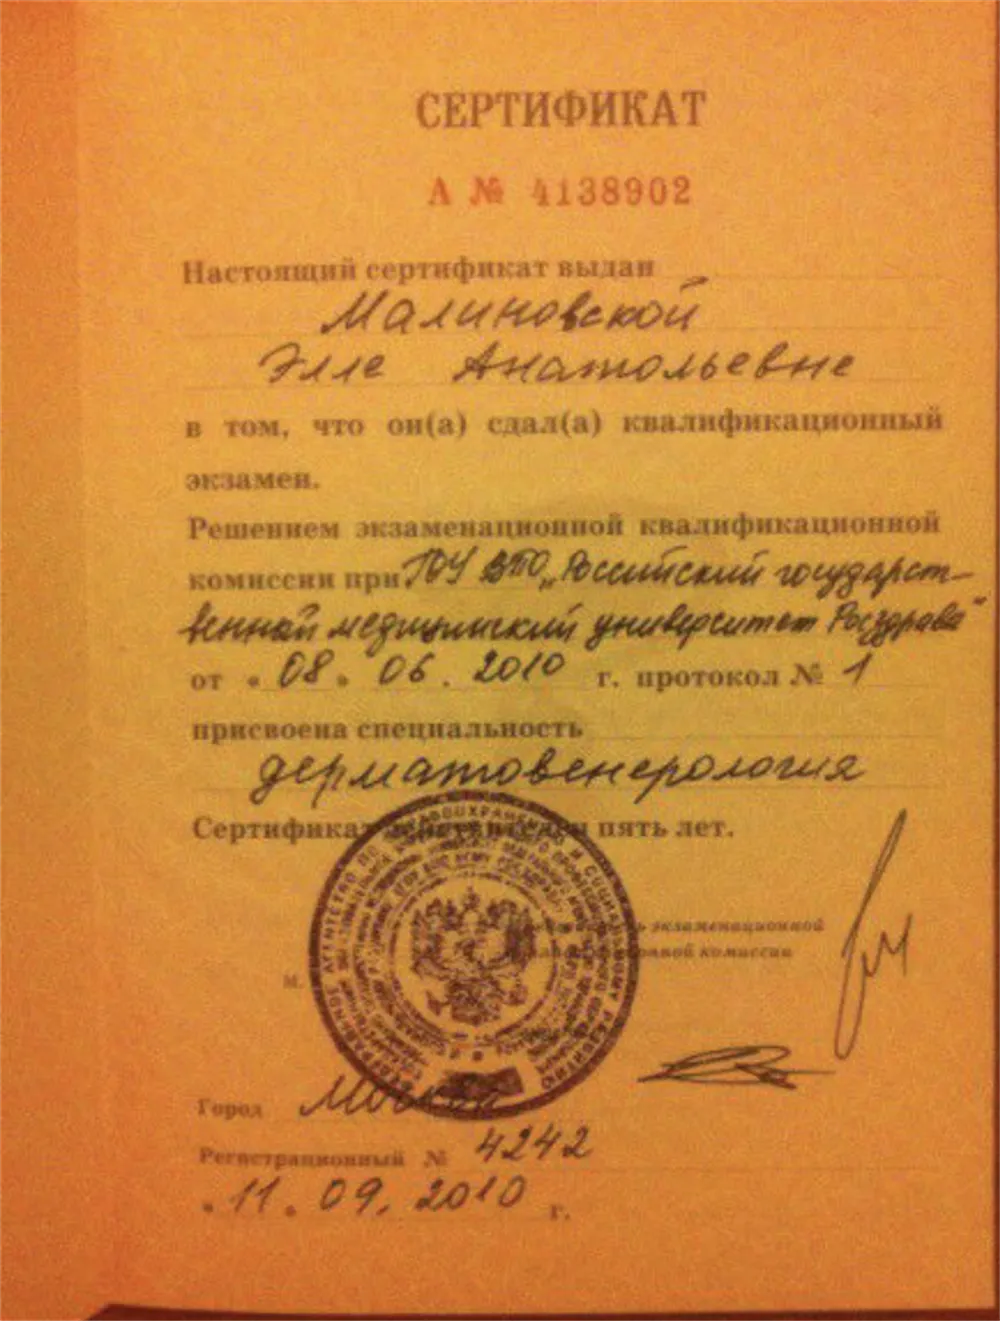 СЕРТИФИКАТ
А № 4138902
Настоящий сертификат выдан
Малиновской
Элле Анатольевне
в том, что он(а) сдал(а) квалификационный
экзамен.
Решением экзаменационной квалификационной
комиссии при ГОУ ВПО „Российский государст-
венный медицинский университет Росздрава"
от «08» 06. 2010 г. протокол № 1
присвоена специальность
дерматовенерология
Сертификат действителен пять лет.
экзаменационной
комиссии
М.
Город Москва
Регистрационный № 4242
«11» 09. 2010 г.